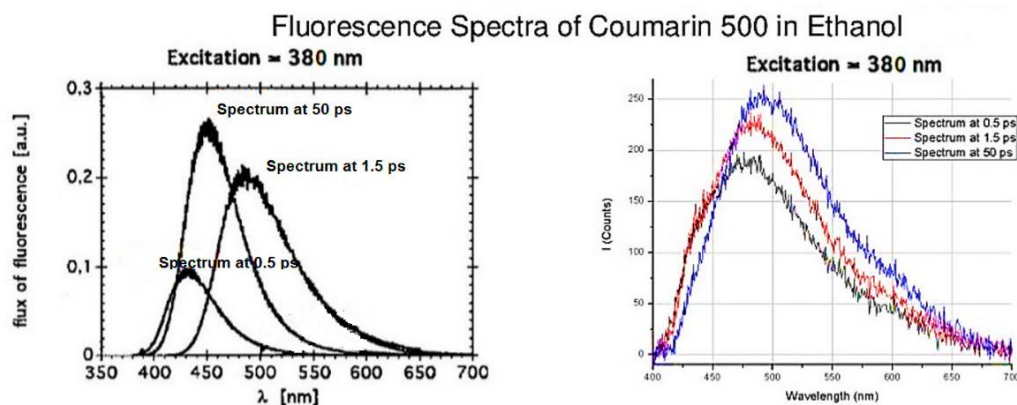 Fluorescence Spectra of Coumarin 500 in Ethanol
Excitation = 380 nm
flux of fluorescence [a.u.]
0.3
0.2
0.1
0
Spectrum at 50 ps
Spectrum at 1.5 ps
Spectrum at 0.5 ps
350 400 450 500 550 600 650 700
λ [nm]
Excitation = 380 nm
I (Counts)
250
200
150
100
50
0
Spectrum at 0.5 ps
Spectrum at 1.5 ps
Spectrum at 50 ps
400 450 500 550 600 650 700
Wavelength (nm)